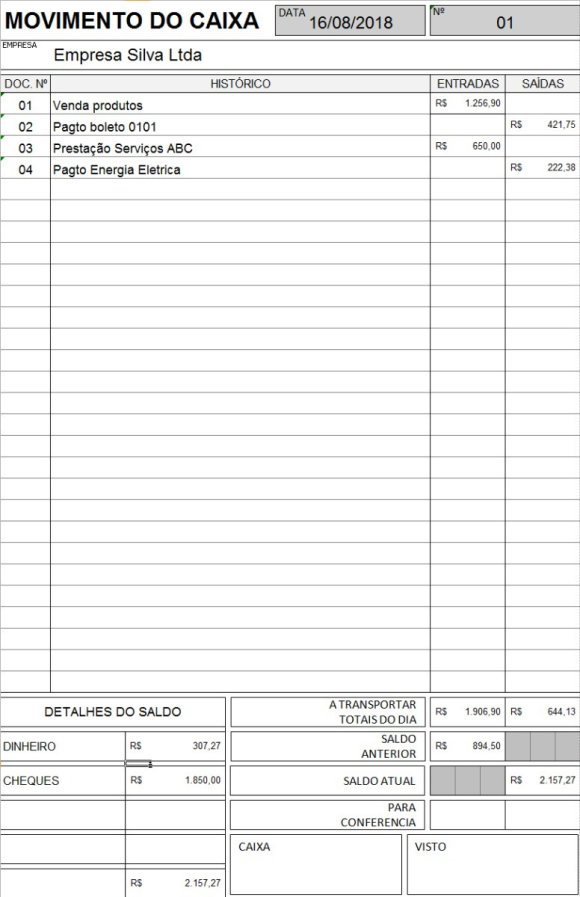 MOVIMENTO DO CAIXA DATA 16/08/2018 Nº 01
EMPRESA
Empresa Silva Ltda
DOC. Nº HISTÓRICO ENTRADAS SAÍDAS
01 Venda produtos R$ 1.256,90
02 Pagto boleto 0101 R$ 421,75
03 Prestação Serviços ABC R$ 650,00
04 Pagto Energia Eletrica R$ 222,38
DETALHES DO SALDO
A TRANSPORTAR
TOTAIS DO DIA R$ 1.906,90 R$ 644,13
DINHEIRO R$ 307,27
SALDO
ANTERIOR R$ 894,50
CHEQUES R$ 1.850,00
SALDO ATUAL R$ 2.157,27
PARA
CONFERENCIA
CAIXA VISTO
R$ 2.157,27